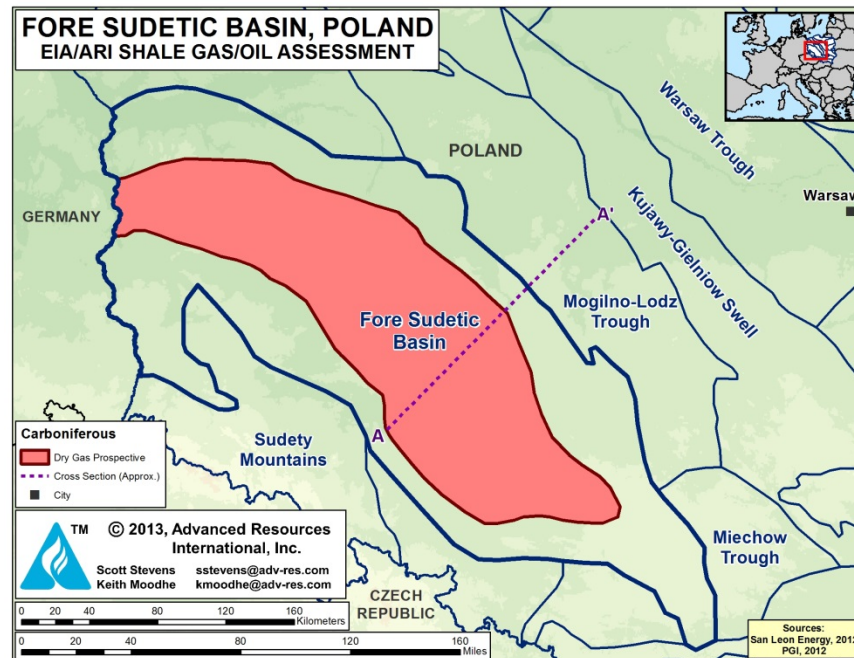 FORE SUDETIC BASIN, POLAND
EIA/ARI SHALE GAS/OIL ASSESSMENT
POLAND
Warsaw Trough
Warsaw
GERMANY
A'
Kujawy-Gielniow Swell
Mogilno-Lodz
Trough
Fore Sudetic
Basin
A
Sudety
Mountains
Carboniferous
Dry Gas Prospective
Cross Section (Approx.)
City
TM
© 2013, Advanced Resources
International, Inc.
Scott Stevens sstevens@adv-res.com
Keith Moodhe kmoodhe@adv-res.com
Miechow
Trough
CZECH
REPUBLIC
0 20 40 80 120 160
Kilometers
0 20 40 80 120 160
Miles
Sources:
San Leon Energy, 2012
PGI, 2012